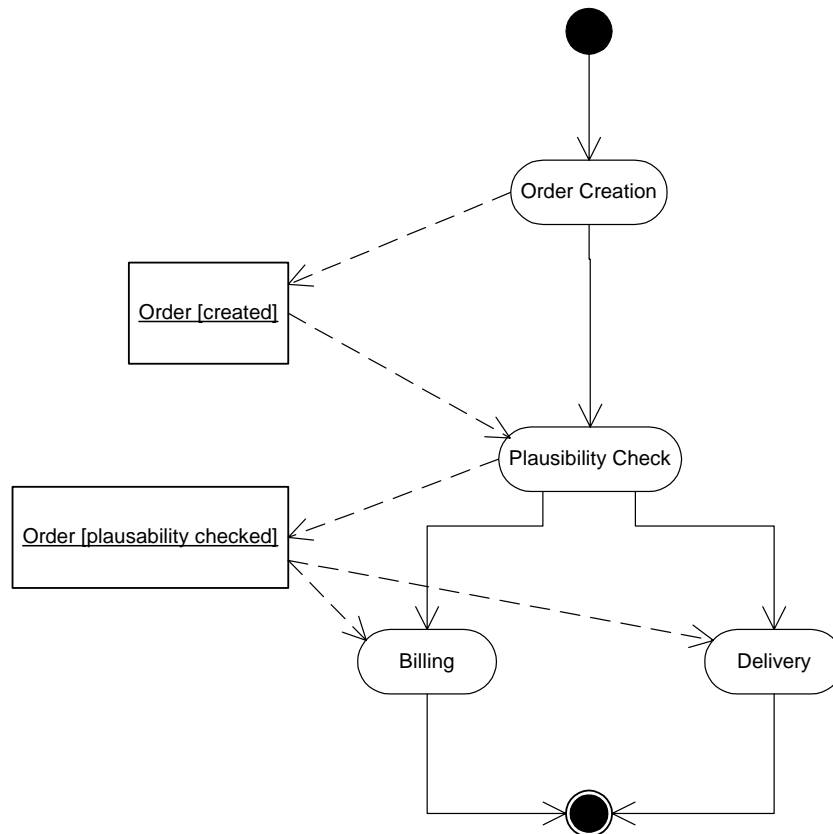 Order Creation
Order [created]
Plausibility Check
Order [plausability checked]
Billing
Delivery